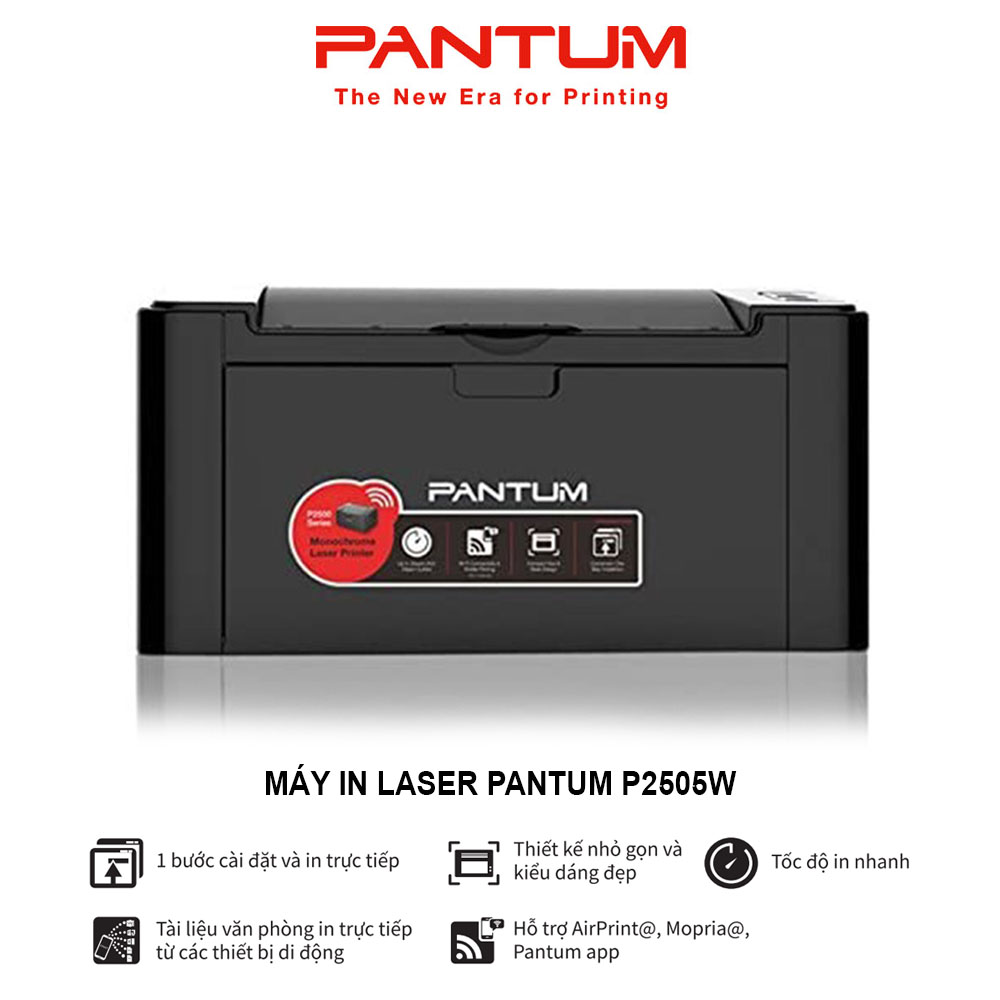 PANTUM
The New Era for Printing
PANTUM
P2500
Series
Monochrome
Laser Printer
MÁY IN LASER PANTUM P2505W
1 bước cài đặt và in trực tiếp
Thiết kế nhỏ gọn và
kiểu dáng đẹp
Tốc độ in nhanh
Tài liệu văn phòng in trực tiếp
từ các thiết bị di động
Hỗ trợ AirPrint@, Mopria@,
Pantum app